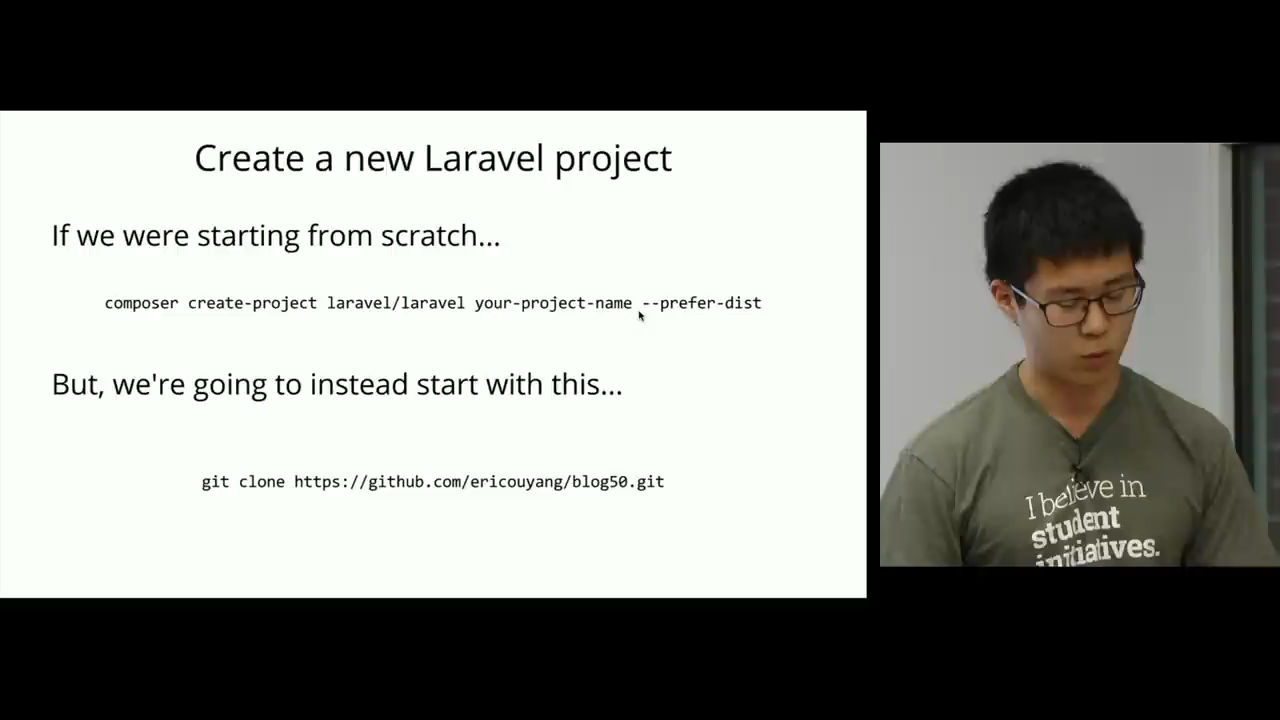 Create a new Laravel project
If we were starting from scratch...
composer create-project laravel/laravel your-project-name --prefer-dist
But, we're going to instead start with this...
git clone https://github.com/ericouyang/blog50.git
I believe in
student
initiatives.